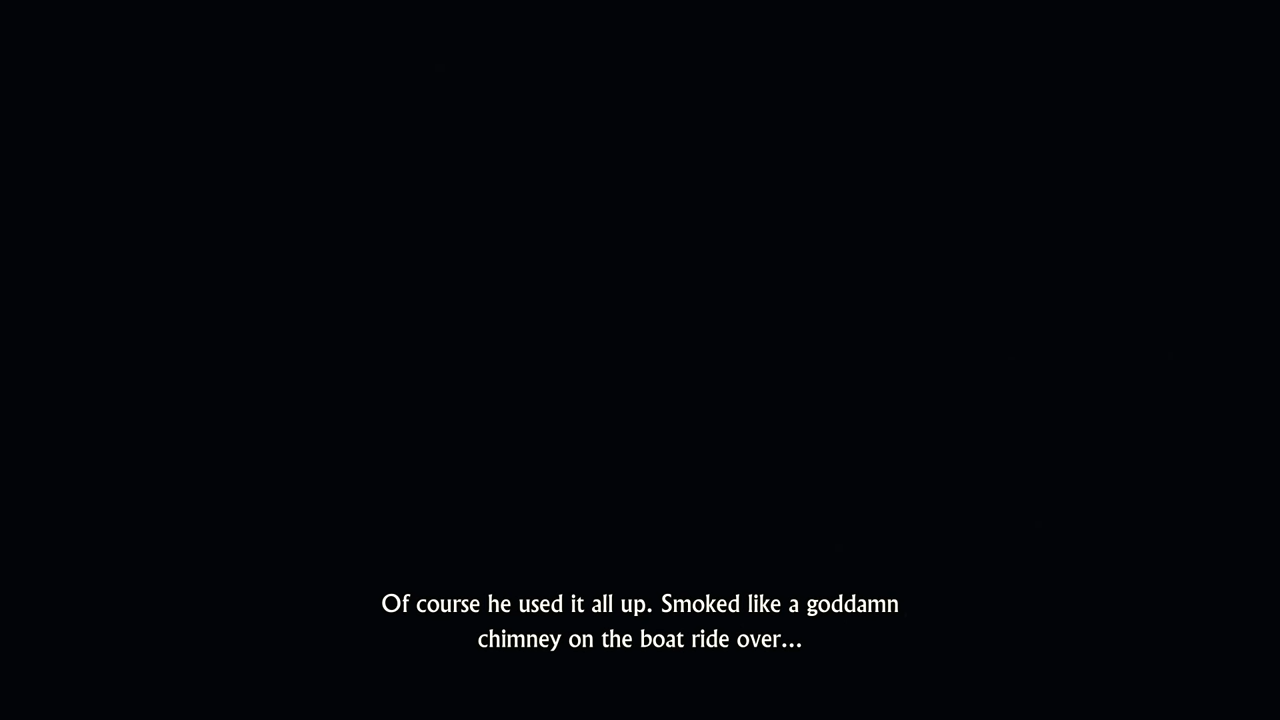 Of course he used it all up. Smoked like a goddamn
chimney on the boat ride over...